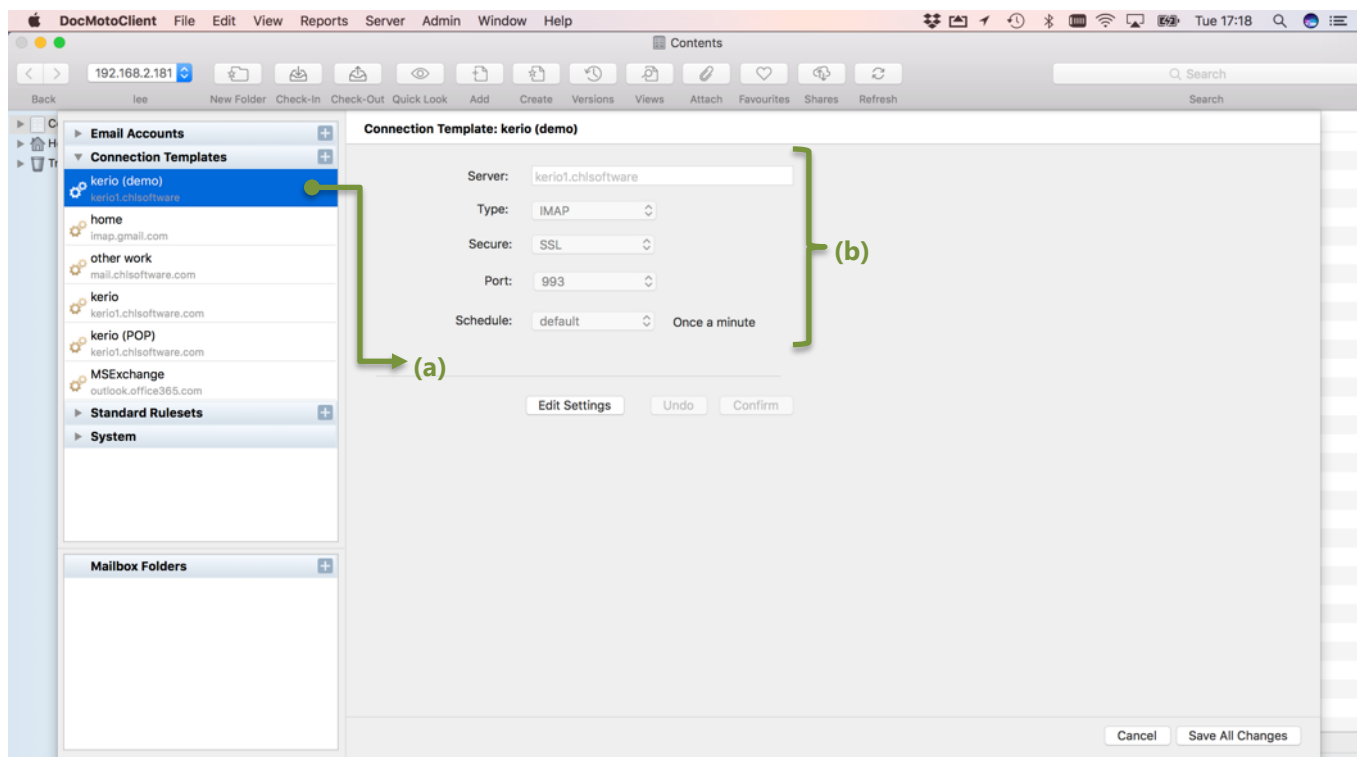 DocMotoClient File Edit View Reports Server Admin Window Help Tue 17:18
Contents
192.168.2.181 Search
Back lee New Folder Check-In Check-Out Quick Look Add Create Versions Views Attach Favourites Shares Refresh Search
Email Accounts
Connection Templates
kerio (demo)
kerio1.chlsoftware
home
imap.gmail.com
other work
mail.chlsoftware.com
kerio
kerio1.chlsoftware.com
kerio (POP)
kerio1.chlsoftware.com
MSExchange
outlook.office365.com
Standard Rulesets
System
Mailbox Folders
Connection Template: kerio (demo)
Server: kerio1.chlsoftware
Type: IMAP
Secure: SSL
Port: 993
Schedule: default Once a minute
(b)
(a)
Edit Settings Undo Confirm
Cancel Save All Changes